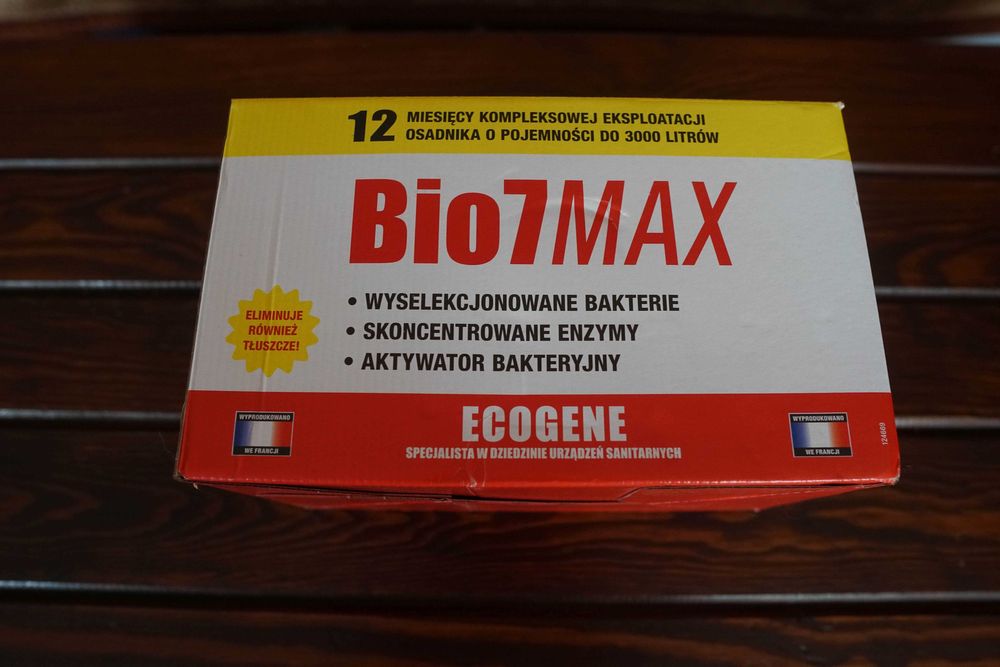 12 MIESIĘCY KOMPLEKSOWEJ EKSPLOATACJI
OSADNIKA O POJEMNOŚCI DO 3000 LITRÓW
Bio7MAX
• WYSELEKCJONOWANE BAKTERIE
• SKONCENTROWANE ENZYMY
• AKTYWATOR BAKTERYJNY
ELIMINUJE
RÓWNIEŻ
TŁUSZCZE!
WYPRODUKOWANO
WE FRANCJI
ECOGENE
SPECJALISTA W DZIEDZINIE URZĄDZEŃ SANITARNYCH
WYPRODUKOWANO
WE FRANCJI
124669